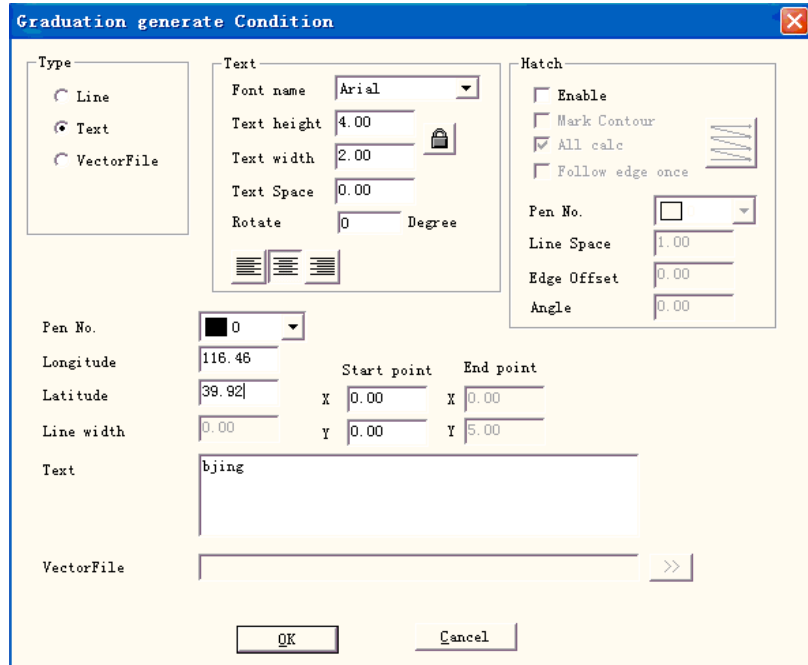 Graduation generate Condition
Type
Line
Text
VectorFile
Text
Font name Arial
Text height 4.00
Text width 2.00
Text Space 0.00
Rotate 0 Degree
Hatch
Enable
Mark Contour
All calc
Follow edge once
Pen No.
Line Space 1.00
Edge Offset 0.00
Angle 0.00
Pen No. 0
Longitude 116.46
Latitude 39.92
Line width 0.00
Start point End point
X 0.00 X 0.00
Y 0.00 Y 5.00
Text bjing
VectorFile >>
OK Cancel